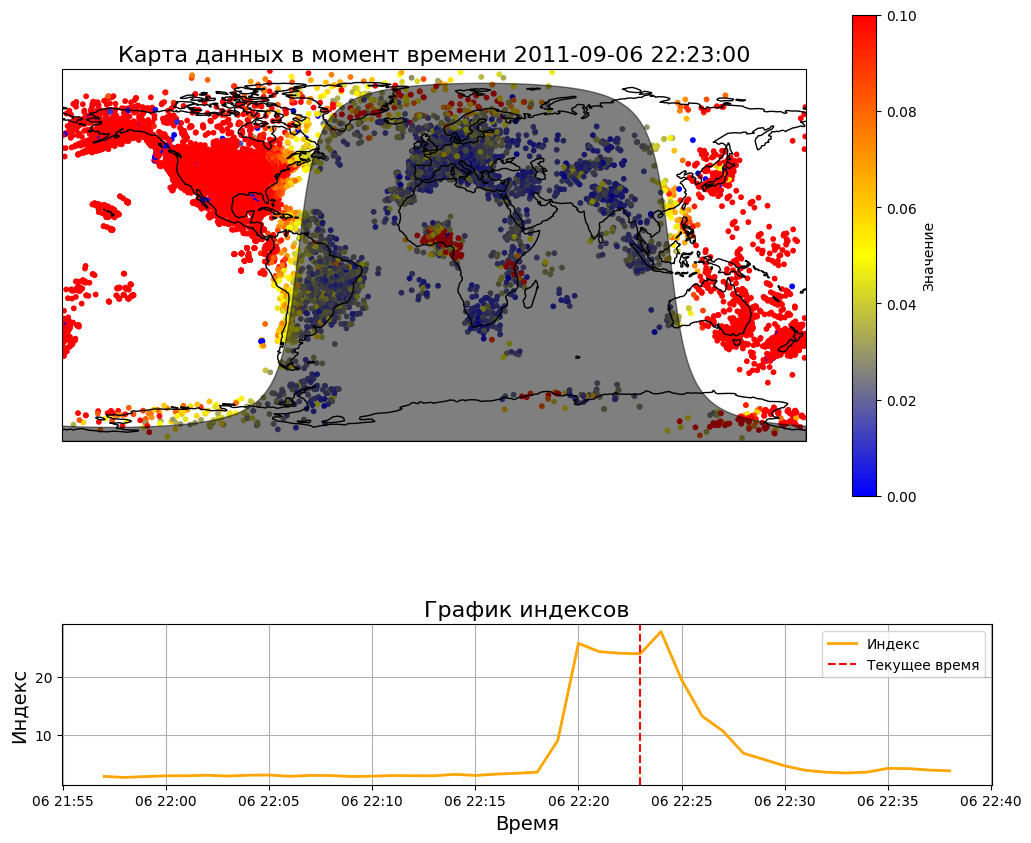 Карта данных в момент времени 2011-09-06 22:23:00
0.10
0.08
0.06
0.04
0.02
0.00
Значение
График индексов
Индекс
Текущее время
20
10
Индекс
06 21:55
06 22:00
06 22:05
06 22:10
06 22:15
06 22:20
06 22:25
06 22:30
06 22:35
06 22:40
Время